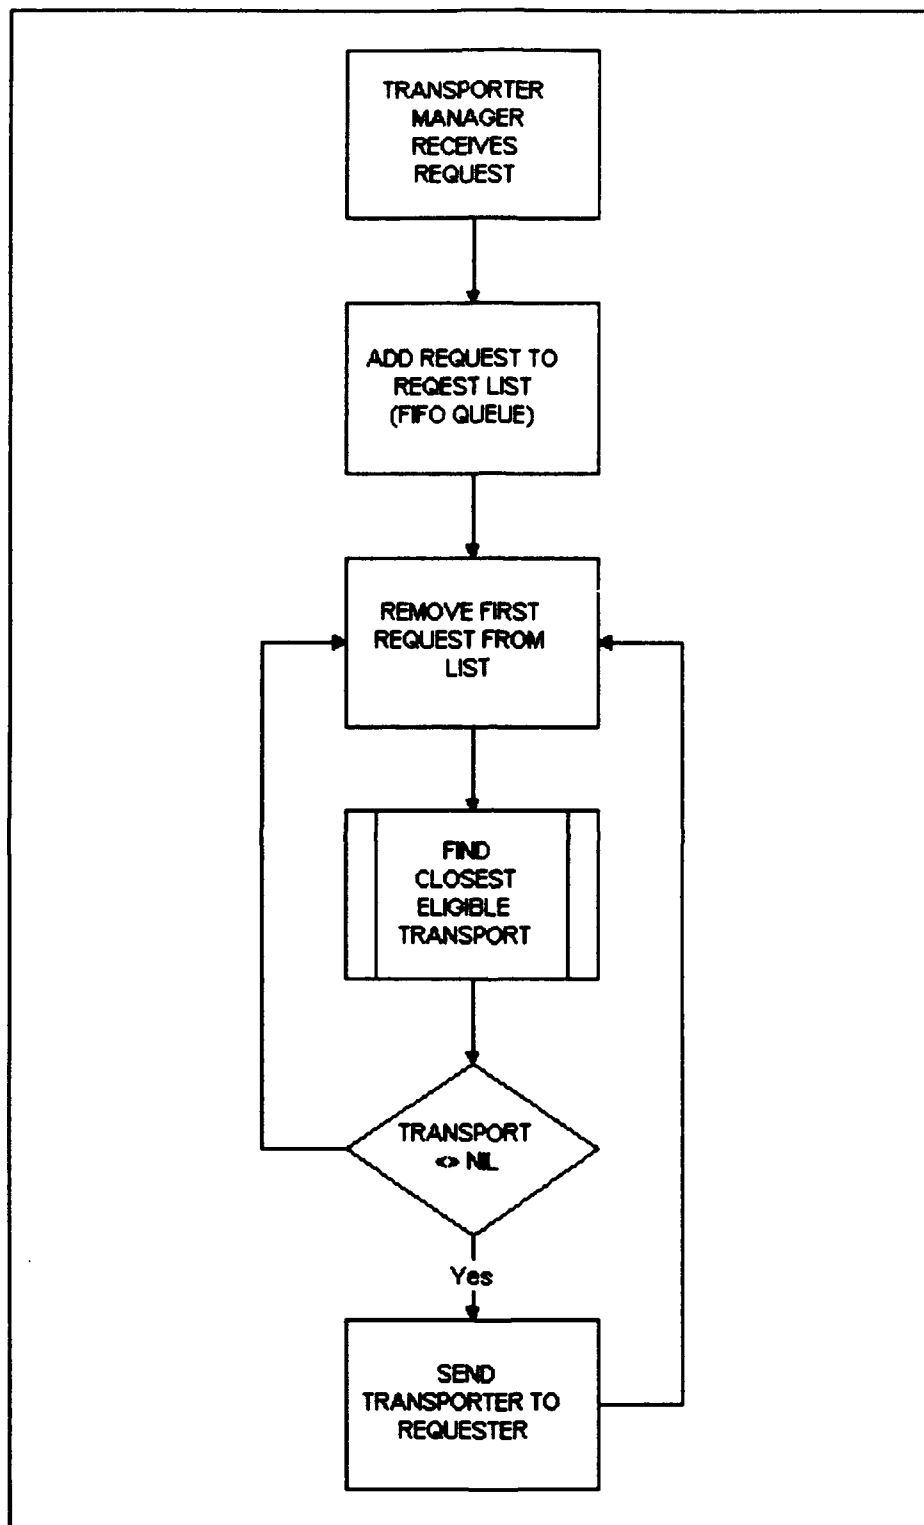 TRANSPORTER
MANAGER
RECEIVES
REQUEST
ADD REQUEST TO
REQEST LIST
(FIFO QUEUE)
REMOVE FIRST
REQUEST FROM
LIST
FIND
CLOSEST
ELIGIBLE
TRANSPORT
TRANSPORT
<> NIL
Yes
SEND
TRANSPORTER TO
REQUESTER